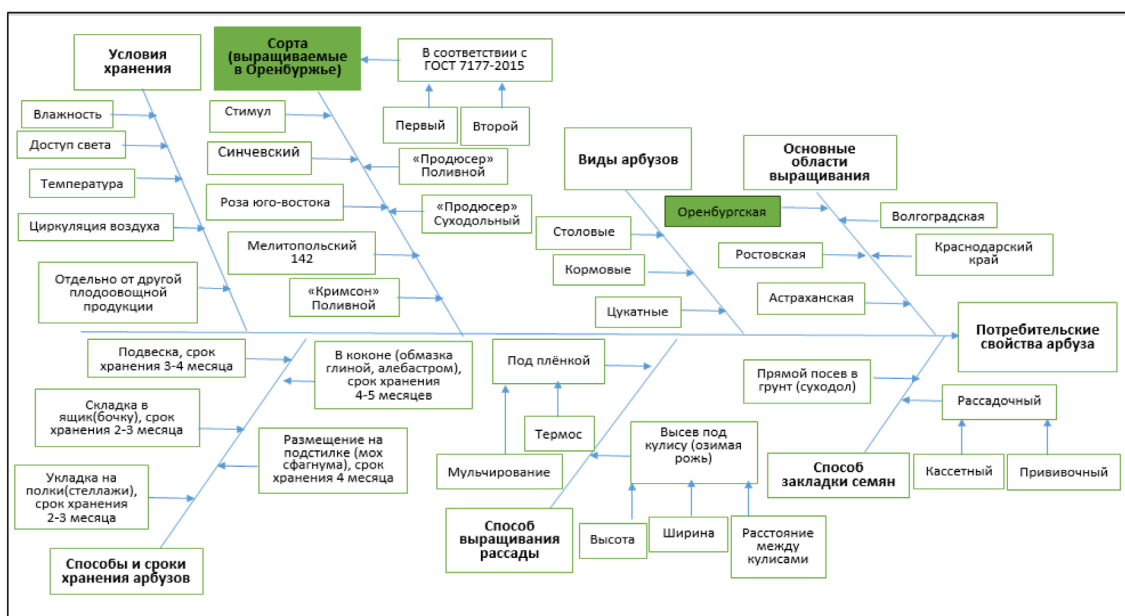 Условия
хранения
Влажность
Доступ света
Температура
Циркуляция воздуха
Отдельно от другой
плодоовощной
продукции
Сорта
(выращиваемые
в Оренбуржье)
В соответствии с
ГОСТ 7177-2015
Первый
Второй
Стимул
Синчевский
«Продюсер»
Поливной
Роза юго-востока
«Продюсер»
Суходольный
Мелитопольский
142
«Кримсон»
Поливной
Виды арбузов
Столовые
Кормовые
Цукатные
Основные
области
выращивания
Оренбургская
Волгоградская
Ростовская
Краснодарский
край
Астраханская
Потребительские
свойства арбуза
Подвеска, срок
хранения 3-4 месяца
В коконе (обмазка
глиной, алебастром),
срок хранения
4-5 месяцев
Складка в
ящик(бочку), срок
хранения 2-3 месяца
Размещение на
подстилке (мох
сфагнума), срок
хранения 4 месяца
Укладка на
полки(стеллажи),
срок хранения
2-3 месяца
Способы и сроки
хранения арбузов
Под плёнкой
Термос
Мульчирование
Высев под
кулису (озимая
рожь)
Высота
Ширина
Расстояние
между
кулисами
Способ
выращивания
рассады
Прямой посев в
грунт (суходол)
Рассадочный
Кассетный
Прививочный
Способ
закладки семян